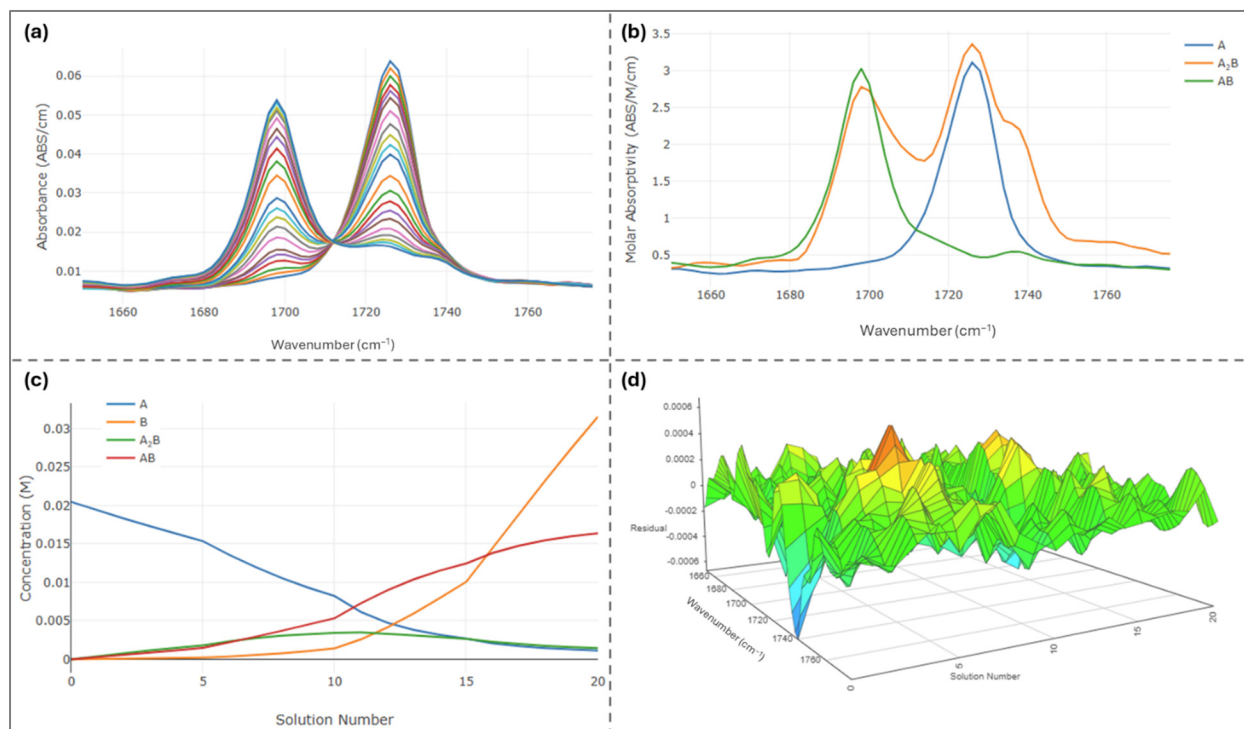 (a)
Absorbance (ABS/cm)
0.06
0.05
0.04
0.03
0.02
0.01
1660
1680
1700
1720
1740
1760
Wavenumber (cm⁻¹)
(b)
Molar Absorptivity (ABS/M/cm)
3.5
3
2.5
2
1.5
1
0.5
1660
1680
1700
1720
1740
1760
Wavenumber (cm⁻¹)
A
A₂B
AB
(c)
Concentration (M)
0.03
0.025
0.02
0.015
0.01
0.005
0
0
5
10
15
20
Solution Number
A
B
A₂B
AB
(d)
0.0006
0.0004
0.0002
0
-0.0002
-0.0004
-0.0006
Residual
1660
1680
1700
1720
1740
1760
Wavenumber (cm⁻¹)
0
5
10
15
20
Solution Number